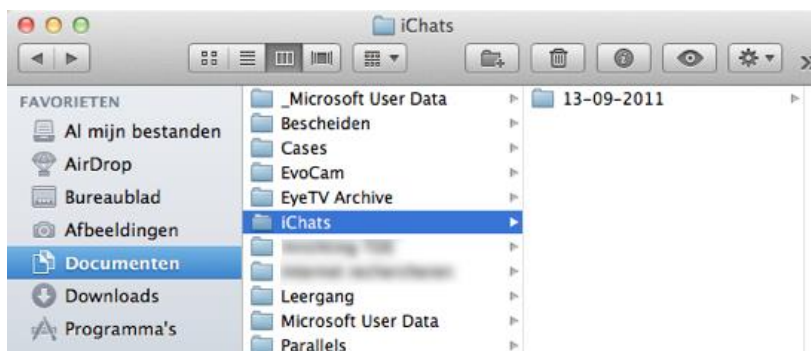 iChats
FAVORIETEN
Al mijn bestanden
AirDrop
Bureaublad
Afbeeldingen
Documenten
Downloads
Programma's
_Microsoft User Data
Bescheiden
Cases
EvoCam
EyeTV Archive
iChats
Leergang
Microsoft User Data
Parallels
13-09-2011